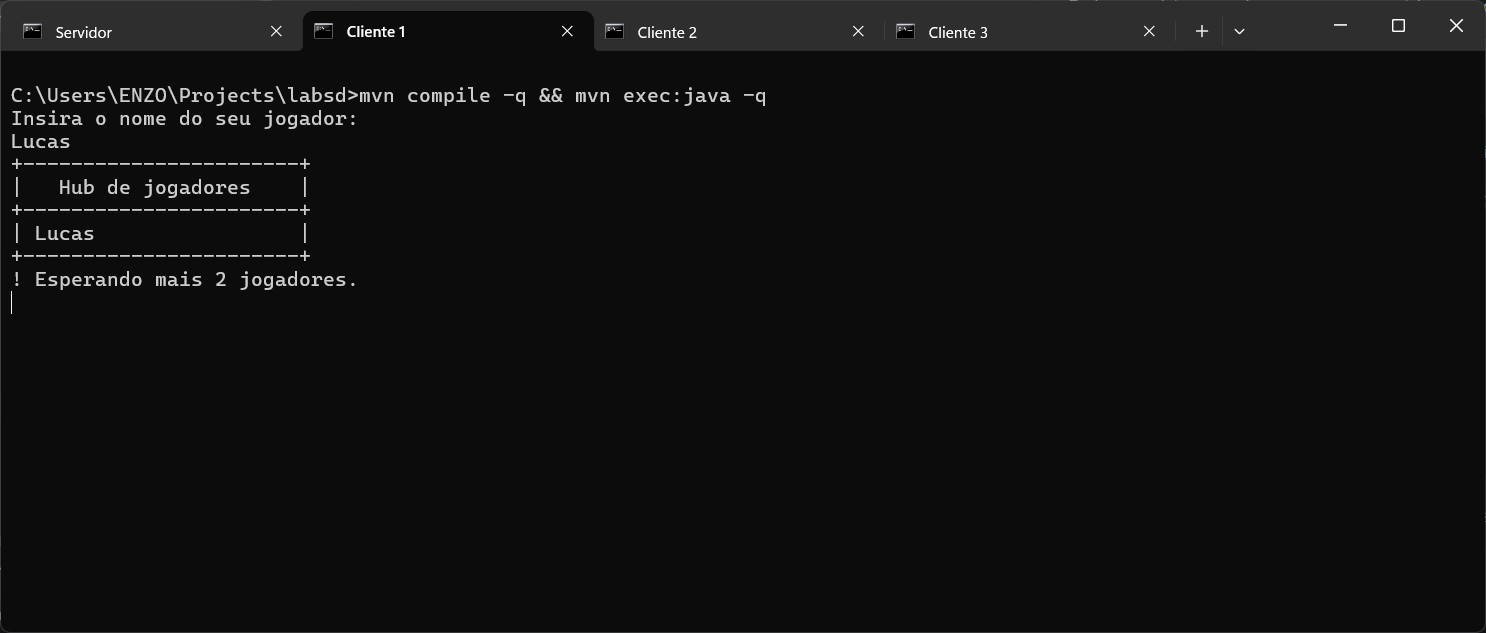 Servidor
Cliente 1
Cliente 2
Cliente 3
C:\Users\ENZO\Projects\labsd>mvn compile -q && mvn exec:java -q
Insira o nome do seu jogador:
Lucas
+-----------------------+
|   Hub de jogadores    |
+-----------------------+
| Lucas                 |
+-----------------------+
! Esperando mais 2 jogadores.